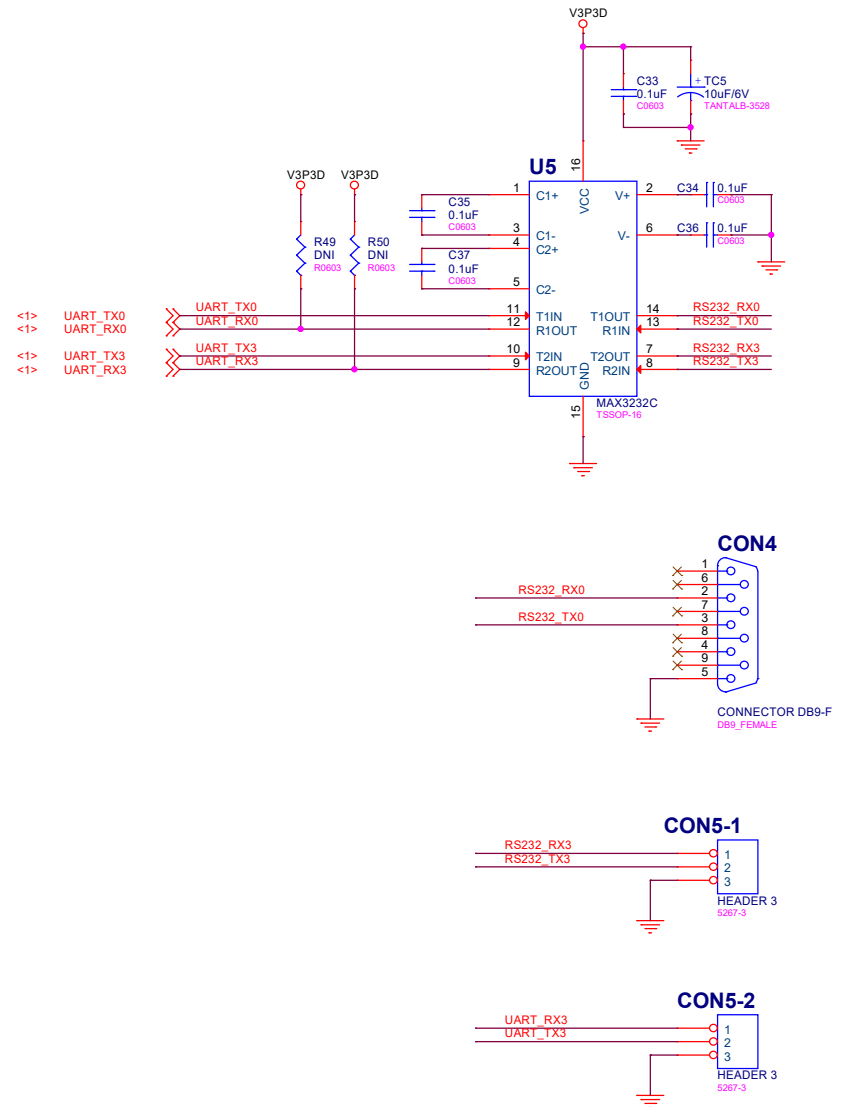 V3P3D
C33
0.1uF
C0603
+ TC5
10uF/6V
TANTALB-3528
U5
16
VCC
V3P3D V3P3D
R49
DNI
R0603
R50
DNI
R0603
C35
0.1uF
C0603
C37
0.1uF
C0603
1 C1+
3 C1-
4 C2+
5 C2-
V+ 2 C34 0.1uF
C0603
V- 6 C36 0.1uF
C0603
<1> UART_TX0 UART_TX0 11 T1IN T1OUT 14 RS232_RX0
<1> UART_RX0 UART_RX0 12 R1OUT R1IN 13 RS232_TX0
<1> UART_TX3 UART_TX3 10 T2IN T2OUT 7 RS232_RX3
<1> UART_RX3 UART_RX3 9 R2OUT R2IN 8 RS232_TX3
GND
15
MAX3232C
TSSOP-16
CON4
1
6
RS232_RX0 2
7
RS232_TX0 3
8
4
9
5
CONNECTOR DB9-F
DB9_FEMALE
CON5-1
RS232_RX3 1
RS232_TX3 2
3
HEADER 3
5267-3
CON5-2
UART_RX3 1
UART_TX3 2
3
HEADER 3
5267-3